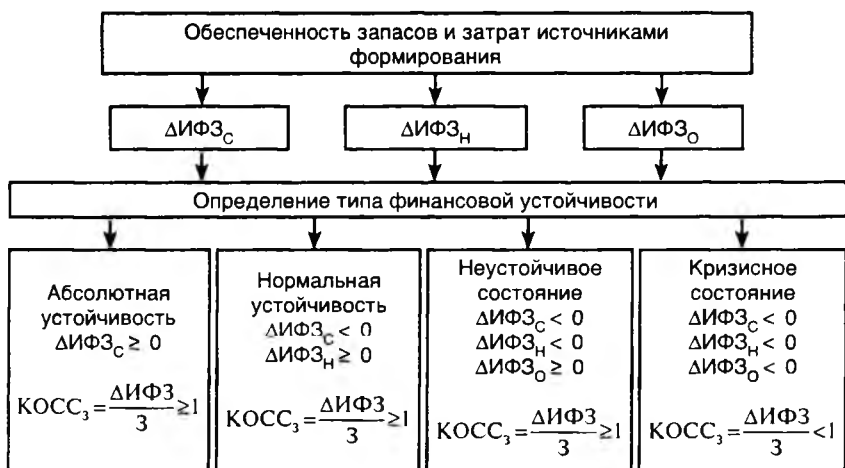 Обеспеченность запасов и затрат источниками
формирования
ΔИФЗ_С
ΔИФЗ_Н
ΔИФЗ_О
Определение типа финансовой устойчивости
Абсолютная
устойчивость
ΔИФЗ_С ≥ 0
КОСС_З = ΔИФЗ/З ≥ 1
Нормальная
устойчивость
ΔИФЗ_С < 0
ΔИФЗ_Н ≥ 0
КОСС_З = ΔИФЗ/З ≥ 1
Неустойчивое
состояние
ΔИФЗ_С < 0
ΔИФЗ_Н < 0
ΔИФЗ_О ≥ 0
КОСС_З = ΔИФЗ/З ≥ 1
Кризисное
состояние
ΔИФЗ_С < 0
ΔИФЗ_Н < 0
ΔИФЗ_О < 0
КОСС_З = ΔИФЗ/З < 1